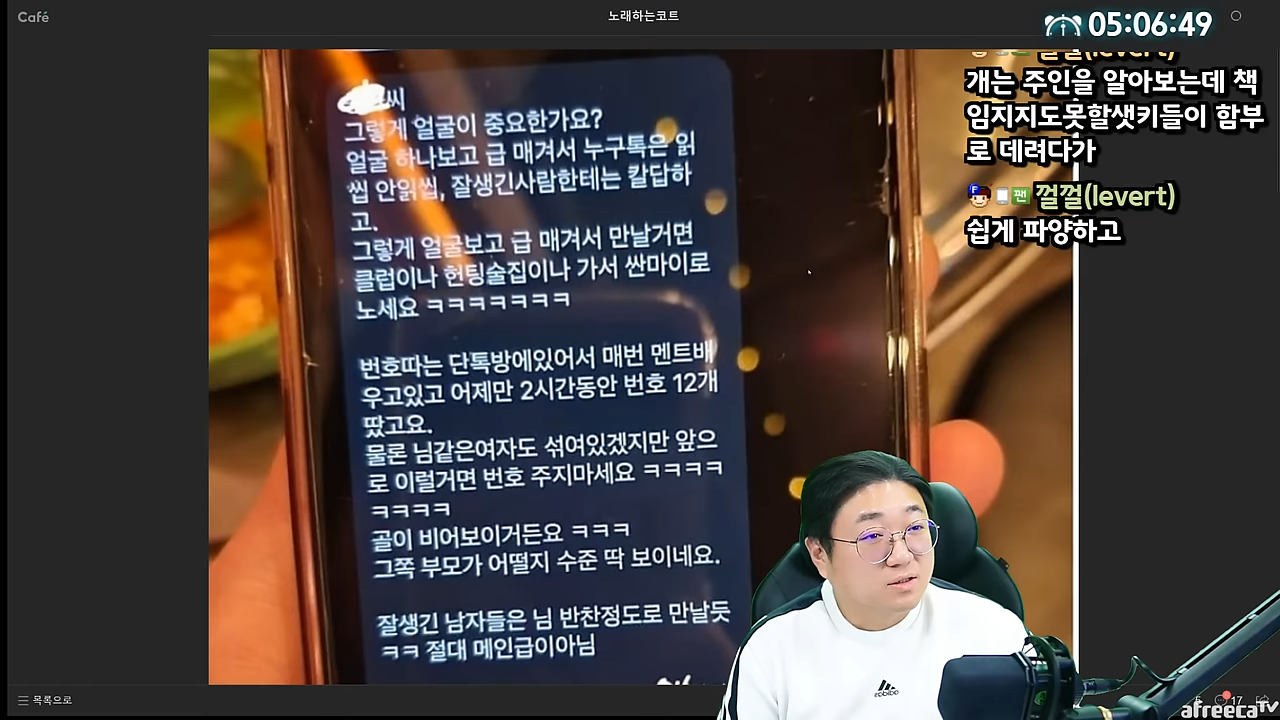 Café
노래하는코트
05:06:49
씨
그렇게 얼굴이 중요한가요?
얼굴 하나보고 급 매겨서 누구톡은 읽
씹 안읽씹, 잘생긴사람한테는 칼답하
고.
그렇게 얼굴보고 급 매겨서 만날거면
클럽이나 헌팅술집이나 가서 싼마이로
노세요 ㅋㅋㅋㅋㅋㅋㅋ
번호따는 단톡방에있어서 매번 멘트배
우고있고 어제만 2시간동안 번호 12개
땄고요.
물론 님같은여자도 섞여있겠지만 앞으
로 이럴거면 번호 주지마세요 ㅋㅋㅋㅋ
ㅋㅋㅋㅋ
골이 비어보이거든요 ㅋㅋㅋ
그쪽 부모가 어떨지 수준 딱 보이네요.
잘생긴 남자들은 님 반찬정도로 만날듯
ㅋㅋ 절대 메인급이아님
껄껄(levert)
개는 주인을 알아보는데 책
임지지도못할샛키들이 함부
로 데려다가
F 팬 껄껄(levert)
쉽게 파양하고
adidas
목록으로
17
afreecaTV